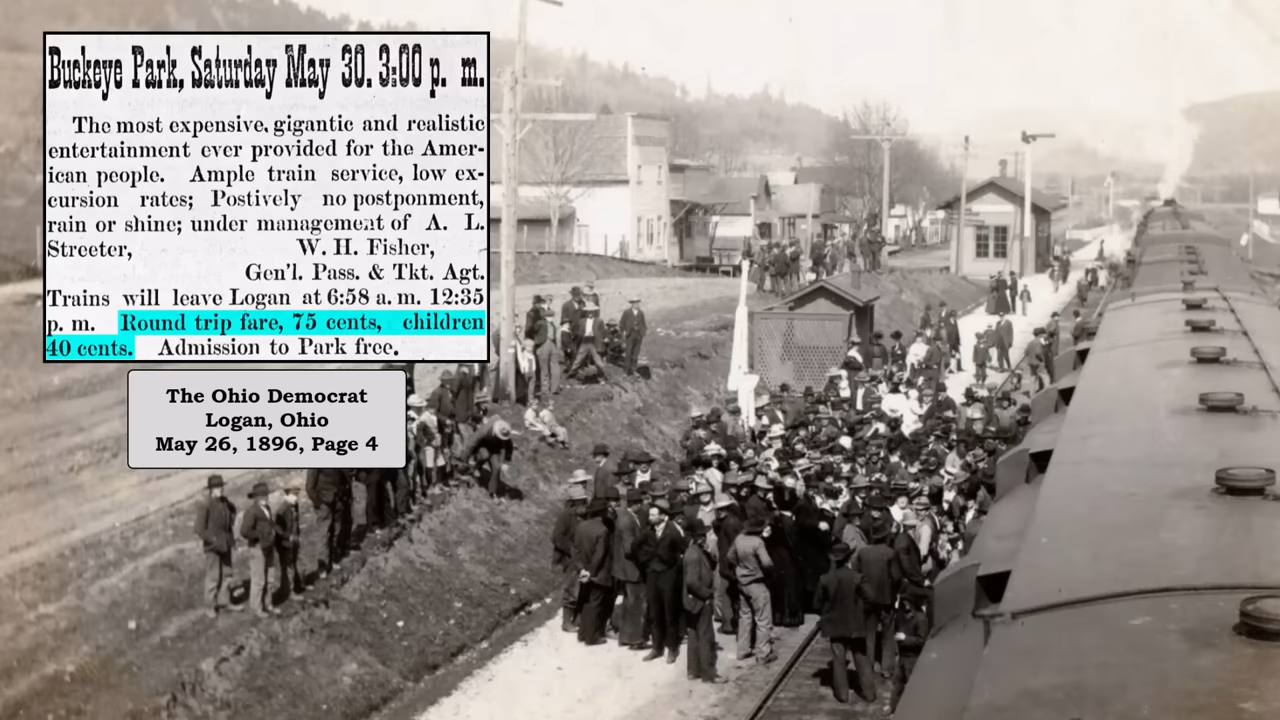 Buckeye Park, Saturday May 30. 3:00 p. m.
The most expensive, gigantic and realistic
entertainment ever provided for the Amer-
ican people. Ample train service, low ex-
cursion rates; Postively no postponment,
rain or shine; under management of A. L.
Streeter, W. H. Fisher,
Gen'l. Pass. & Tkt. Agt.
Trains will leave Logan at 6:58 a. m. 12:35
p. m. Round trip fare, 75 cents, children
40 cents. Admission to Park free.
The Ohio Democrat
Logan, Ohio
May 26, 1896, Page 4